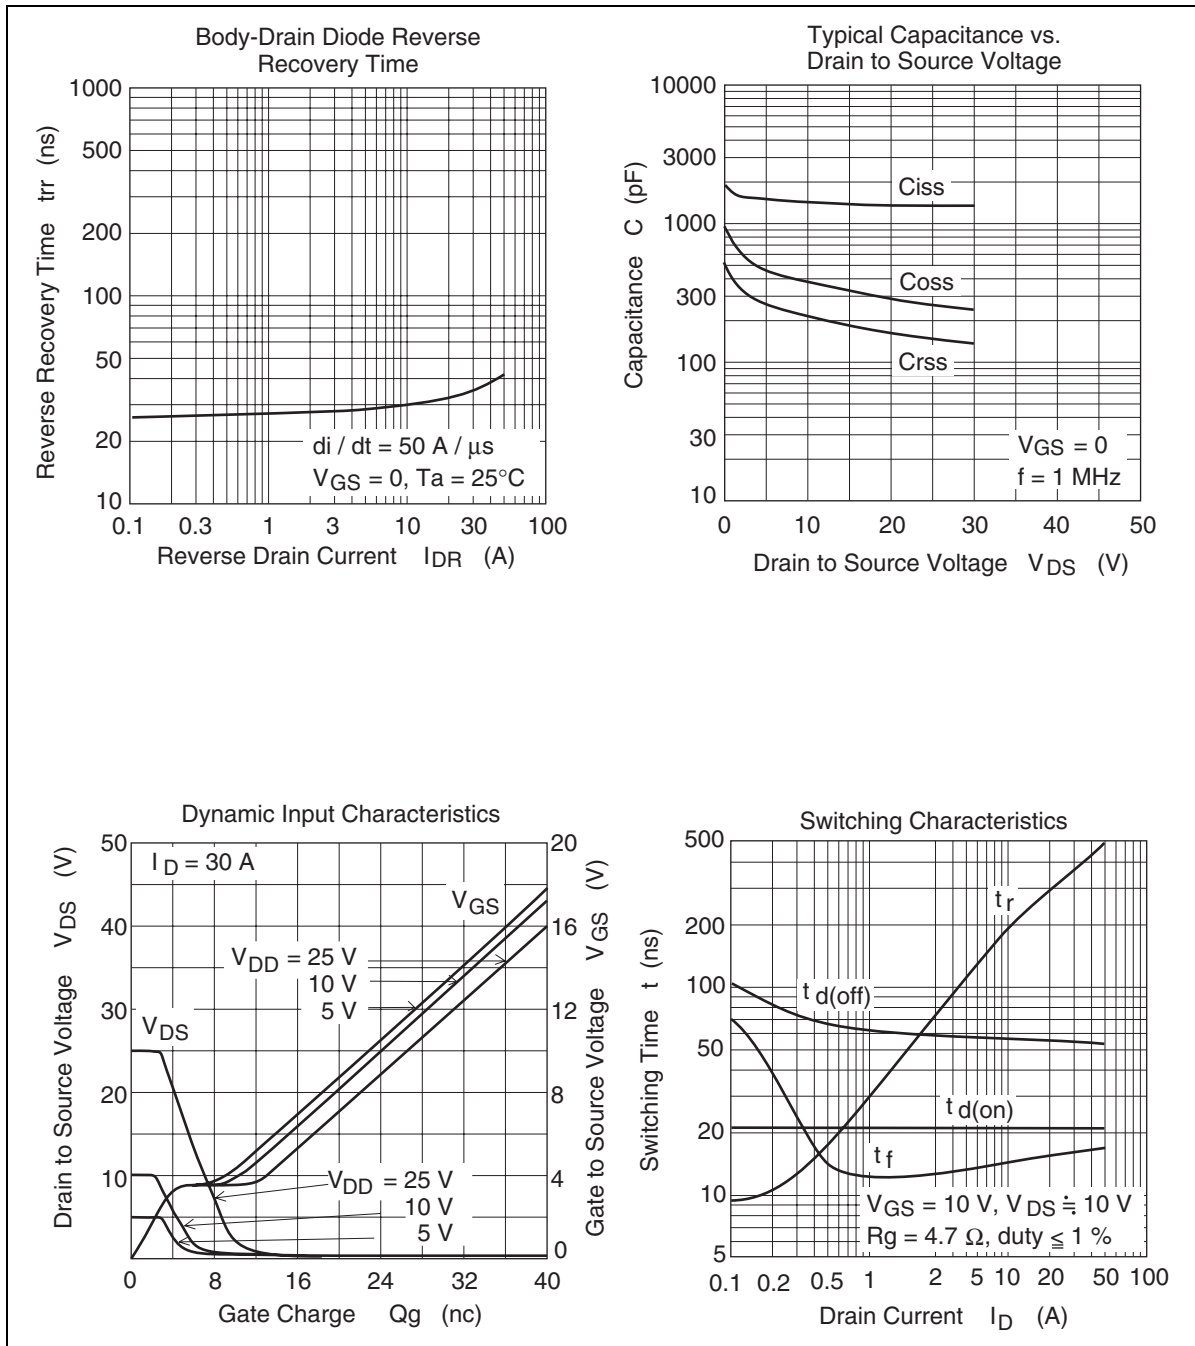 Body-Drain Diode Reverse
Recovery Time
1000
500
200
100
50
20
10
Reverse Recovery Time trr (ns)
di / dt = 50 A / μs
VGS = 0, Ta = 25°C
0.1 0.3 1 3 10 30 100
Reverse Drain Current IDR (A)
Typical Capacitance vs.
Drain to Source Voltage
10000
3000
1000
300
100
30
10
Capacitance C (pF)
Ciss
Coss
Crss
VGS = 0
f = 1 MHz
0 10 20 30 40 50
Drain to Source Voltage VDS (V)
Dynamic Input Characteristics
50
40
30
20
10
0
Drain to Source Voltage VDS (V)
ID = 30 A
VGS
VDD = 25 V
10 V
5 V
VDS
VDD = 25 V
10 V
5 V
20
16
12
8
4
0
Gate to Source Voltage VGS (V)
0 8 16 24 32 40
Gate Charge Qg (nc)
Switching Characteristics
500
200
100
50
20
10
5
Switching Time t (ns)
tr
td(off)
td(on)
tf
VGS = 10 V, VDS ≒ 10 V
Rg = 4.7 Ω, duty ≦ 1 %
0.1 0.2 0.5 1 2 5 10 20 50 100
Drain Current ID (A)